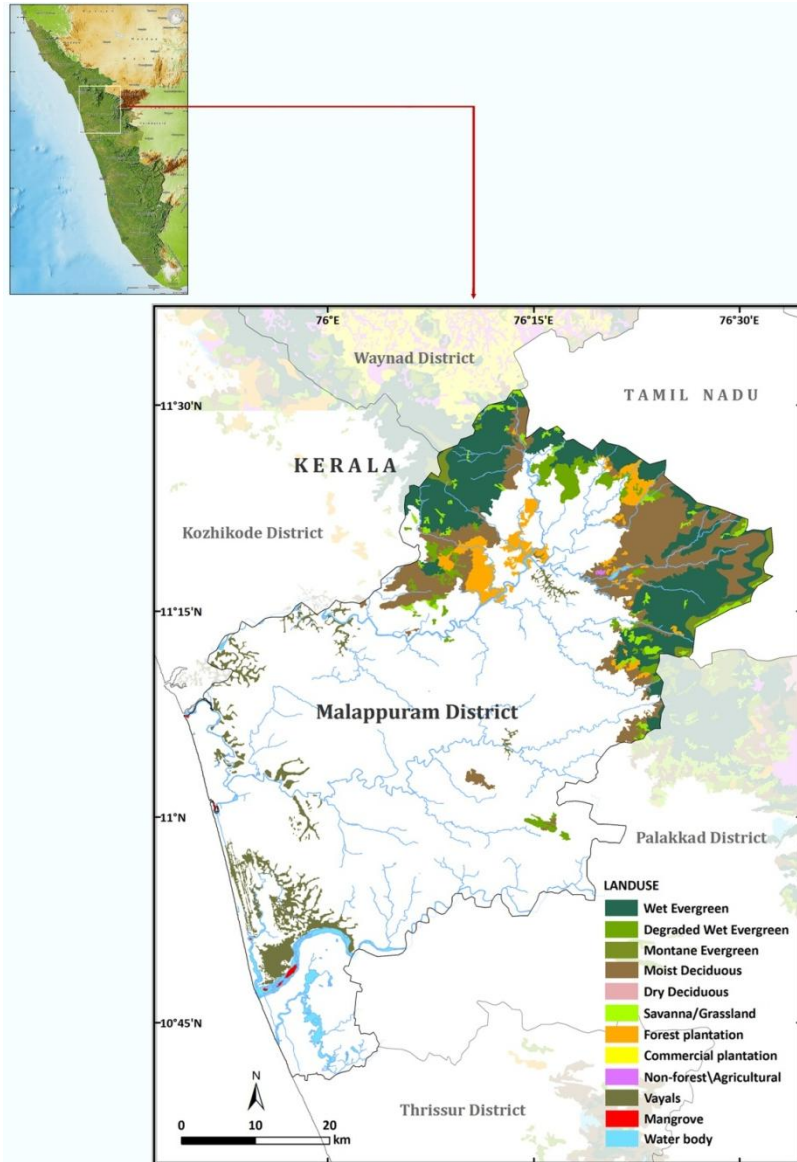 76°E
76°15'E
76°30'E
Waynad District
TAMIL NADU
11°30'N
KERALA
Kozhikode District
11°15'N
Malappuram District
11°N
Palakkad District
LANDUSE
Wet Evergreen
Degraded Wet Evergreen
Montane Evergreen
Moist Deciduous
Dry Deciduous
Savanna/Grassland
Forest plantation
Commercial plantation
Non-forest\Agricultural
Vayals
Mangrove
Water body
10°45'N
N
Thrissur District
0 10 20
km